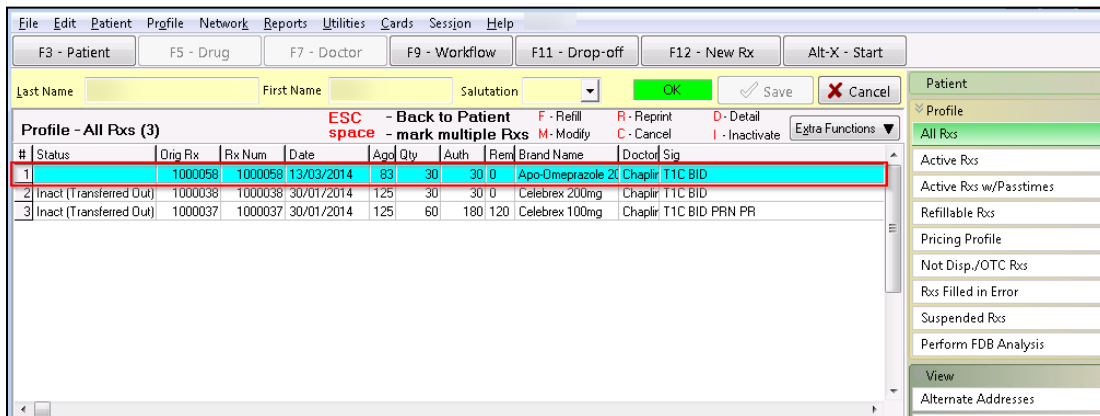 File Edit Patient Profile Network Reports Utilities Cards Session Help
F3 - Patient F5 - Drug F7 - Doctor F9 - Workflow F11 - Drop-off F12 - New Rx Alt-X - Start
Last Name First Name Salutation OK Save Cancel
Patient
Profile
Profile - All Rxs (3)
ESC - Back to Patient F - Refill R - Reprint D - Detail
space - mark multiple Rxs M - Modify C - Cancel I - Inactivate
Extra Functions ▼
# Status Orig Rx Rx Num Date Ago Qty Auth Rem Brand Name Doctor Sig
1 1000058 1000058 13/03/2014 83 30 30 0 Apo-Omeprazole 20 Chaplin T1C BID
2 Inact (Transferred Out) 1000038 1000038 30/01/2014 125 30 30 0 Celebrex 200mg Chaplin T1C BID
3 Inact (Transferred Out) 1000037 1000037 30/01/2014 125 60 180 120 Celebrex 100mg Chaplin T1C BID PRN PR
All Rxs
Active Rxs
Active Rxs w/Passtimes
Refillable Rxs
Pricing Profile
Not Disp./OTC Rxs
Rxs Filled in Error
Suspended Rxs
Perform FDB Analysis
View
Alternate Addresses